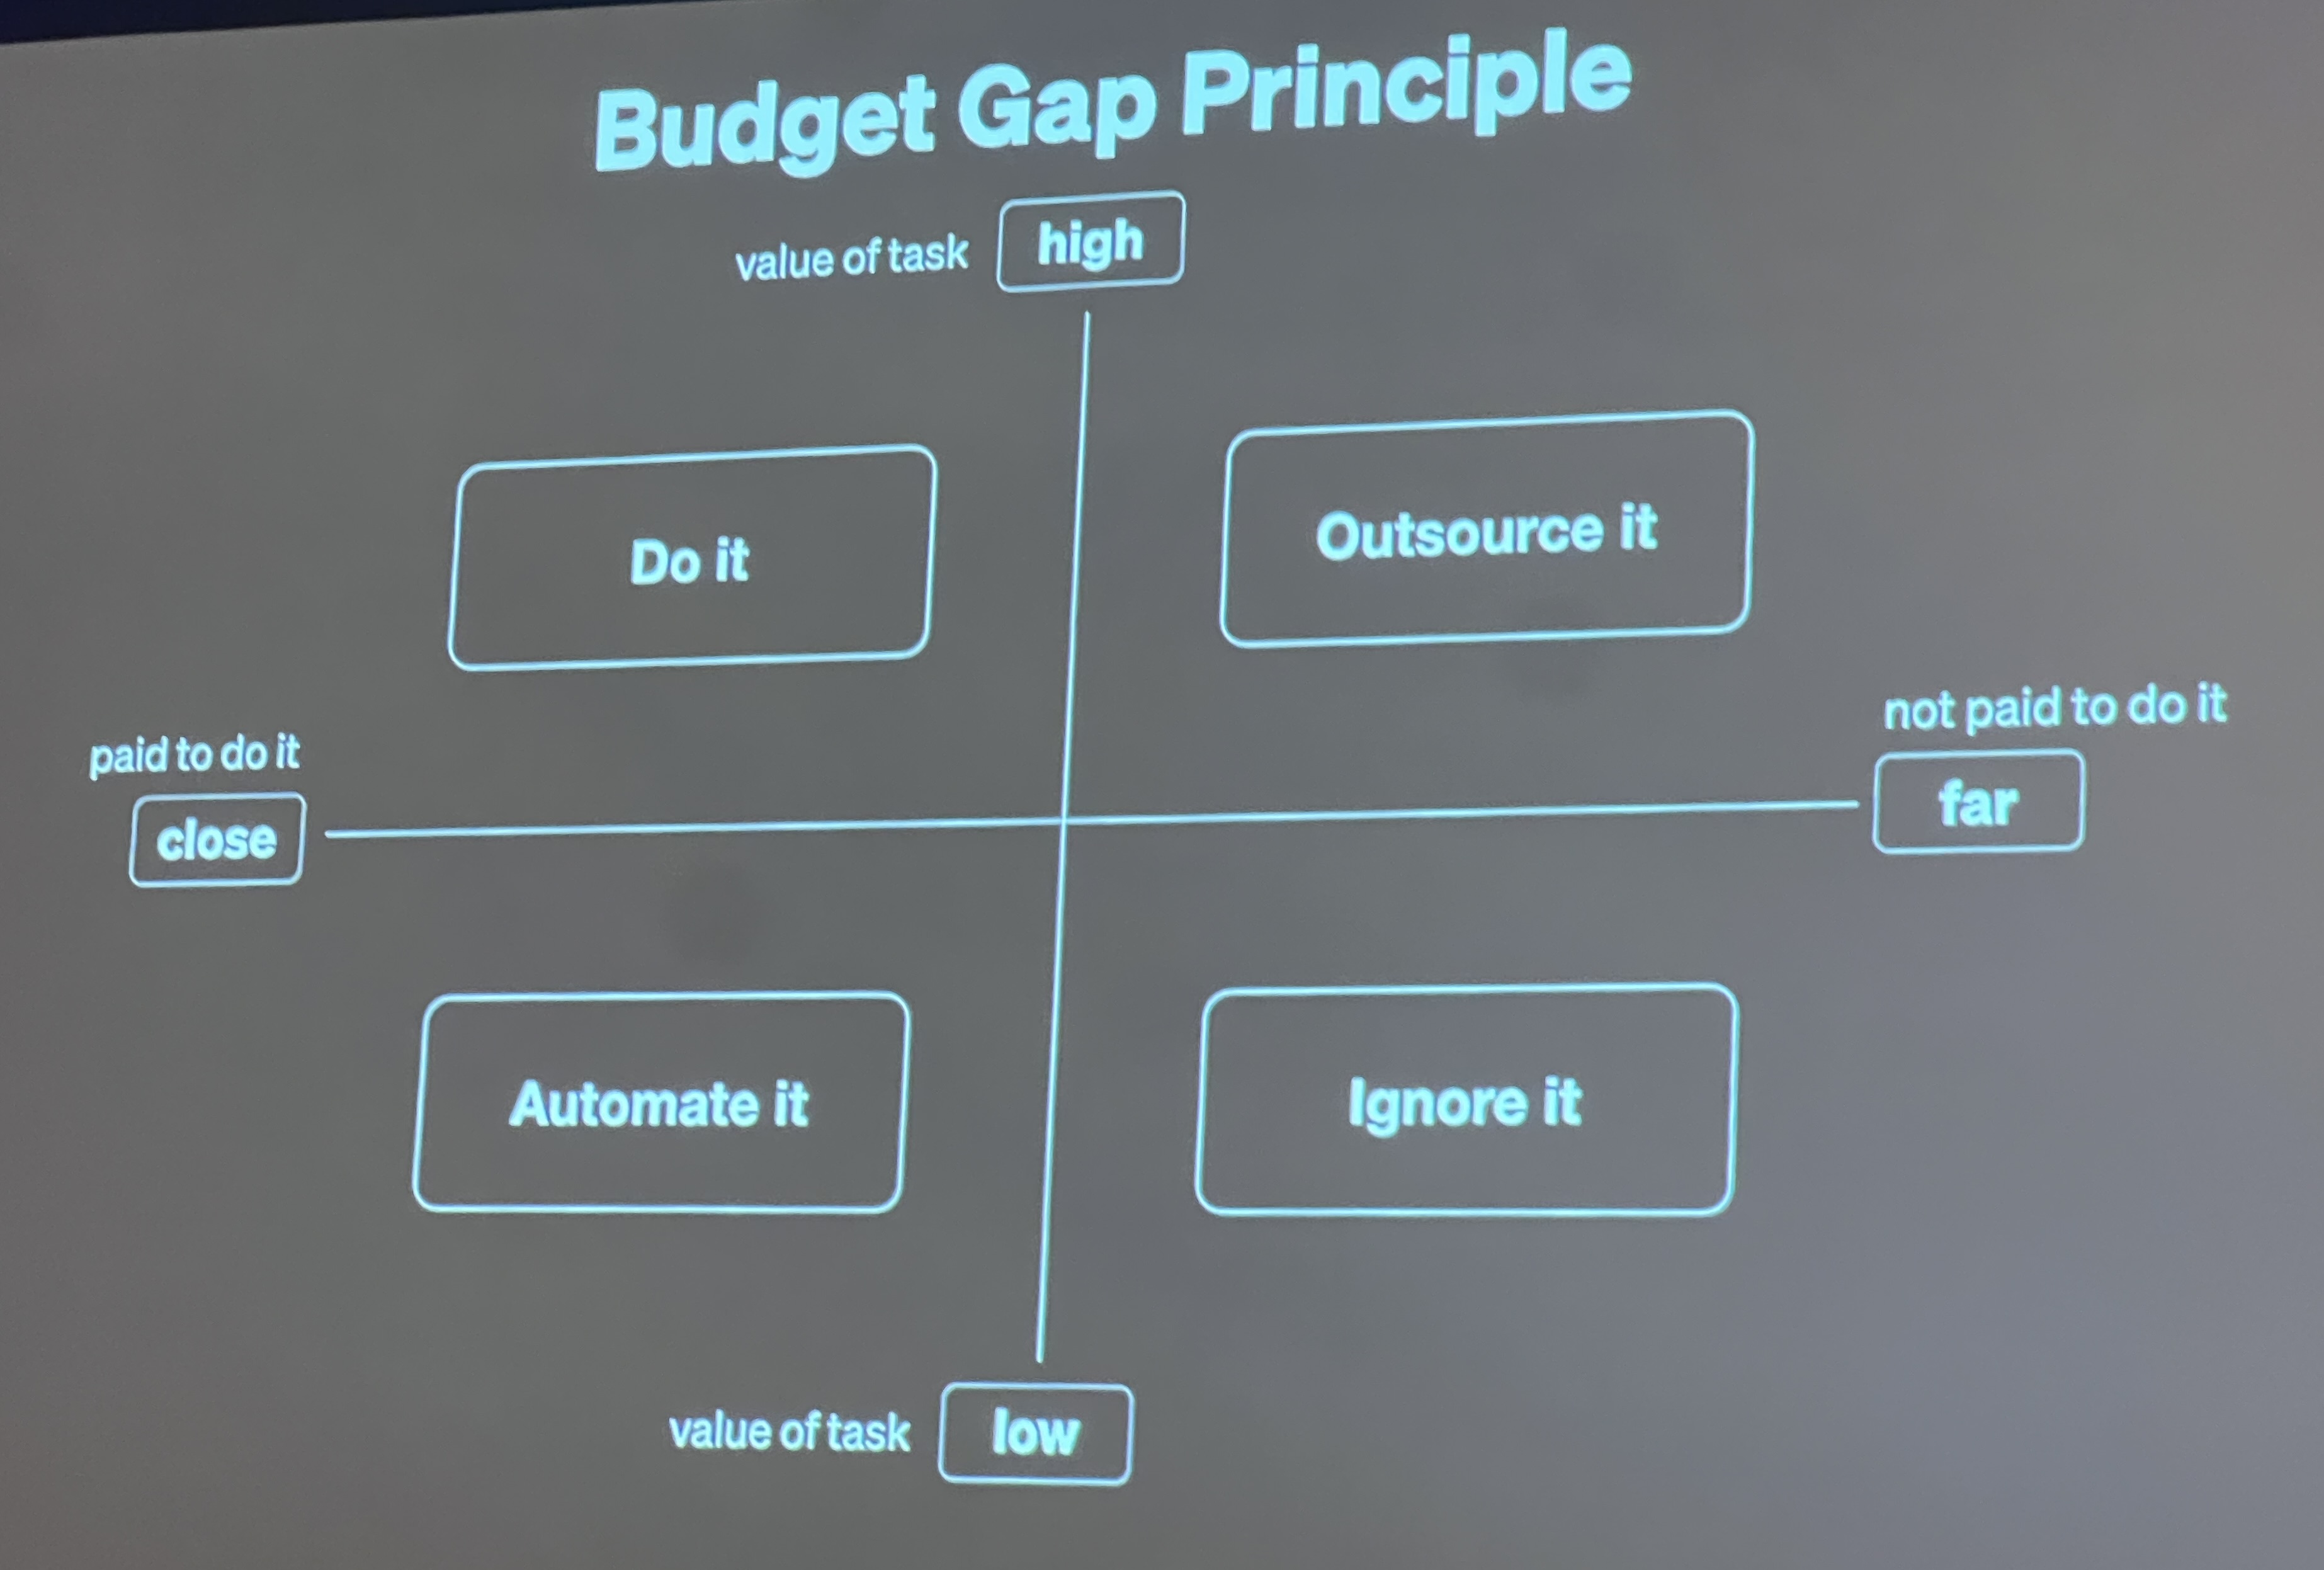 Budget Gap Principle
value of task high
Do it
Outsource it
paid to do it
close
not paid to do it
far
Automate it
Ignore it
value of task low